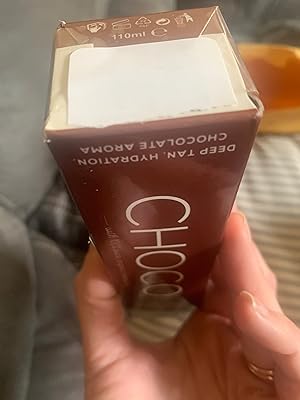 110ml
DEEP TAN. HYDRATION.
CHOCOLATE AROMA
CHOCO